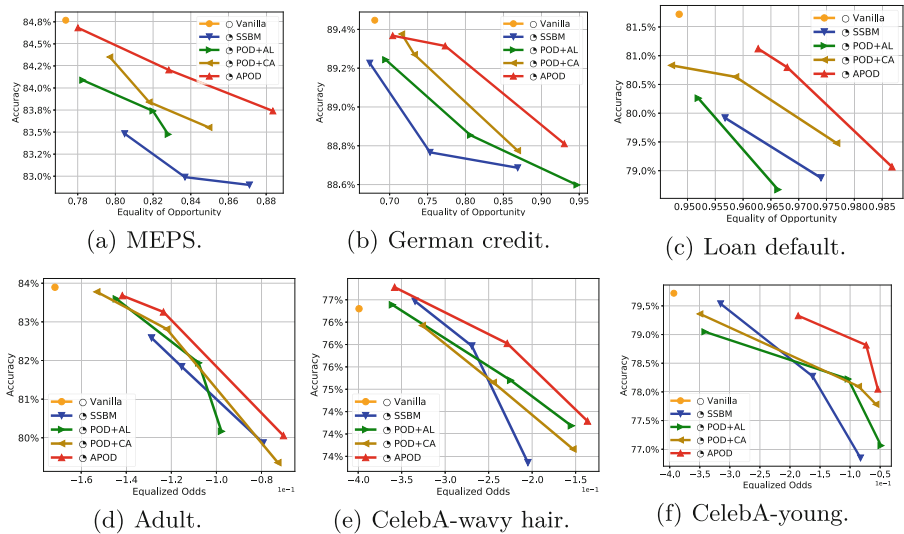 84,8%
84,5%
84,2%
84,0%
83,8%
83,5%
83,2%
83,0%
Accuracy
0,78 0,80 0,82 0,84 0,86 0,88
Equality of Opportunity
Vanilla
SSBM
POD+AL
POD+CA
APOD
(a) MEPS.
89.4%
89.2%
89.0%
88.8%
88.6%
Accuracy
0.70 0.75 0.80 0.85 0,90 0,95
Equality of Opportunity
Vanilla
SSBM
POD+AL
POD+CA
APOD
(b) German credit.
81.5%
81.0%
80.5%
80.0%
79.5%
79.0%
Accuracy
0.950 0.955 0.960 0.965 0.970 0.975 0.980 0.985
Equality of Opportunity
Vanilla
SSBM
POD+AL
POD+CA
APOD
(c) Loan default.
84%
83%
82%
81%
80%
Accuracy
−1.6 −1.4 −1.2 −1.0 −0.8
1e−1
Equalized Odds
Vanilla
SSBM
POD+AL
POD+CA
APOD
(d) Adult.
77%
76%
76%
75%
75%
74%
74%
74%
Accuracy
−4.0 −3.5 −3.0 −2.5 −2.0 −1.5
1e−1
Equalized Odds
Vanilla
SSBM
POD+AL
POD+CA
APOD
(e) CelebA-wavy hair.
79.5%
79.0%
78.5%
78.0%
77.5%
77.0%
Accuracy
−4.0 −3.5 −3.0 −2.5 −2.0 −1.5 −1.0 −0.5
1e−1
Equalized Odds
Vanilla
SSBM
POD+AL
POD+CA
APOD
(f) CelebA-young.